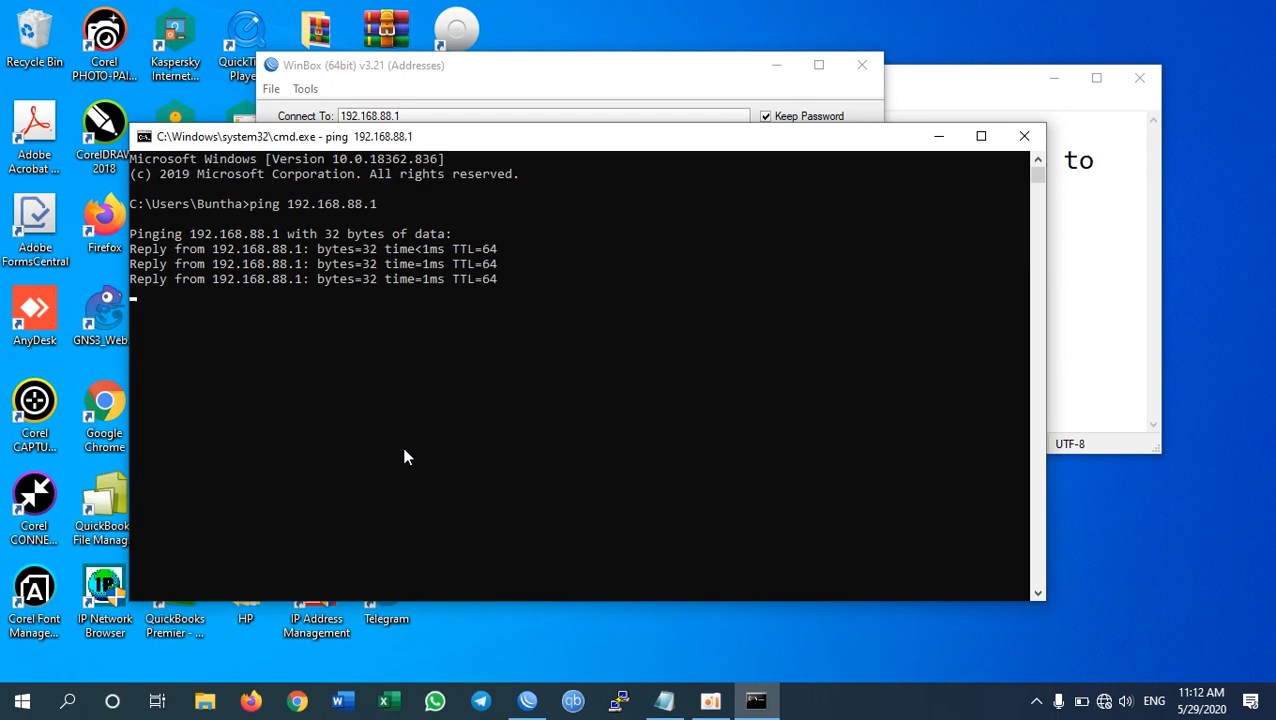 Recycle Bin
Corel
PHOTO-PAI...
Kaspersky
Internet...
QuickTi
Playe
WinBox (64bit) v3.21 (Addresses)
File
Tools
Connect To:
192.168.88.1
Keep Password
Adobe
Acrobat ...
CorelDRAW
2018
Adobe
FormsCentral
Firefox
AnyDesk
GNS3_Web
Corel
CAPTU...
Google
Chrome
Corel
CONNE...
QuickBook
File Manag
Corel Font
Manage...
IP
IP Network
Browser
QuickBooks
Premier - ...
HP
IP Address
Management
Telegram
C:\Windows\system32\cmd.exe - ping 192.168.88.1
Microsoft Windows [Version 10.0.18362.836]
(c) 2019 Microsoft Corporation. All rights reserved.
C:\Users\Buntha>ping 192.168.88.1
Pinging 192.168.88.1 with 32 bytes of data:
Reply from 192.168.88.1: bytes=32 time<1ms TTL=64
Reply from 192.168.88.1: bytes=32 time=1ms TTL=64
Reply from 192.168.88.1: bytes=32 time=1ms TTL=64
to
UTF-8
ENG
11:12 AM
5/29/2020